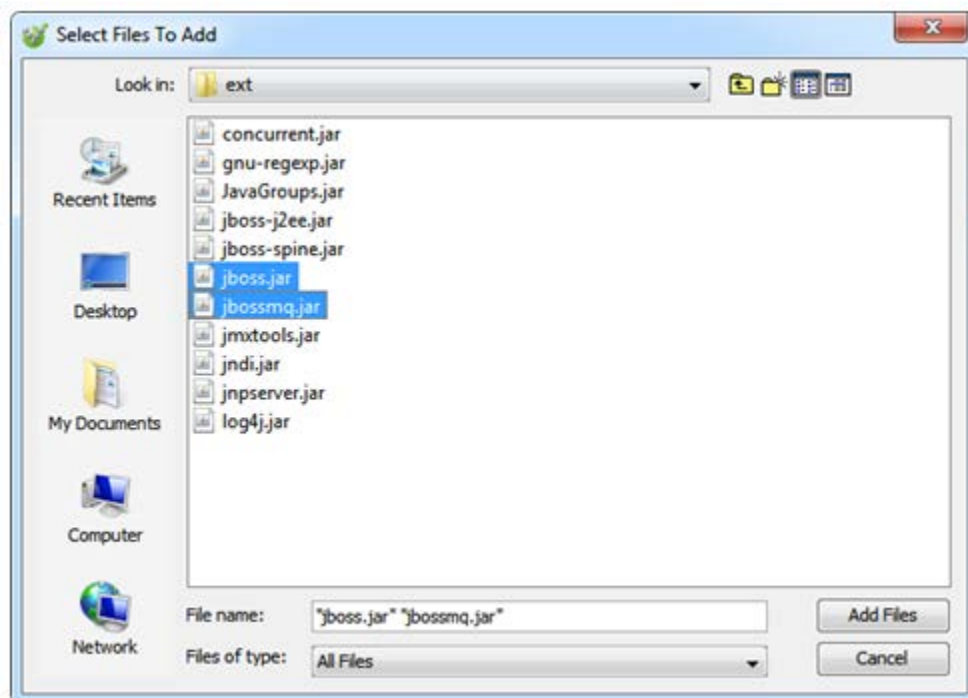 Select Files To Add
Look in: ext
concurrent.jar
gnu-regexp.jar
JavaGroups.jar
jboss-j2ee.jar
jboss-spine.jar
jboss.jar
jbossmq.jar
jmxtools.jar
jndi.jar
jnpserver.jar
log4j.jar
Recent Items
Desktop
My Documents
Computer
Network
File name: "jboss.jar" "jbossmq.jar"
Add Files
Files of type: All Files
Cancel